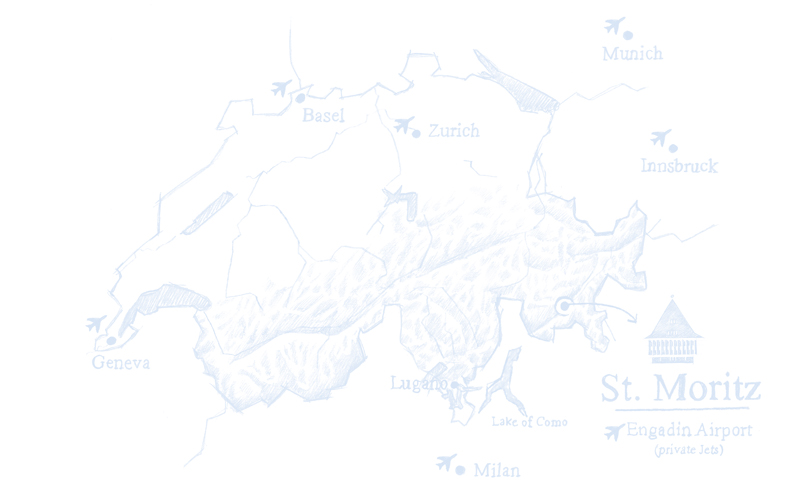 Munich
Basel
Zurich
Innsbruck
Geneva
Lugano
St. Moritz
Lake of Como
Engadin Airport
(private Jets)
Milan